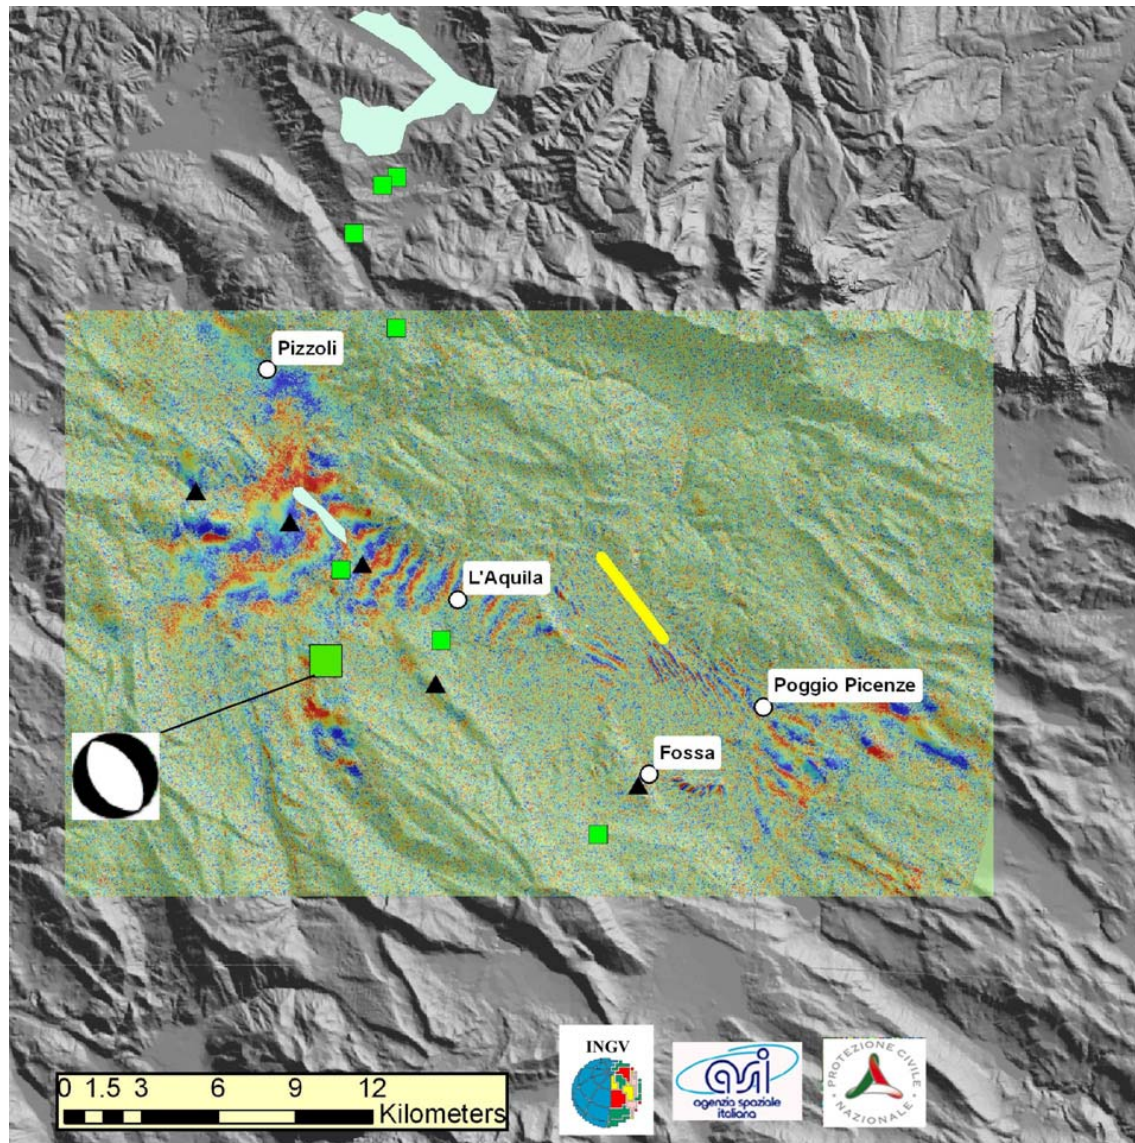 Pizzoli
L'Aquila
Poggio Picenze
Fossa
INGV
asi
agenzia spaziale
italiana
PROTEZIONE CIVILE
NAZIONALE
0 1.5 3 6 9 12
Kilometers